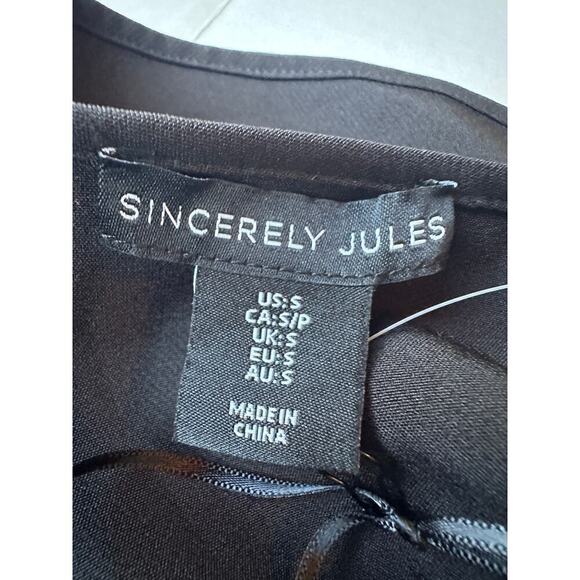 SINCERELY JULES
US:S
CA:S/P
UK:S
EU:S
AU:S
MADE IN
CHINA